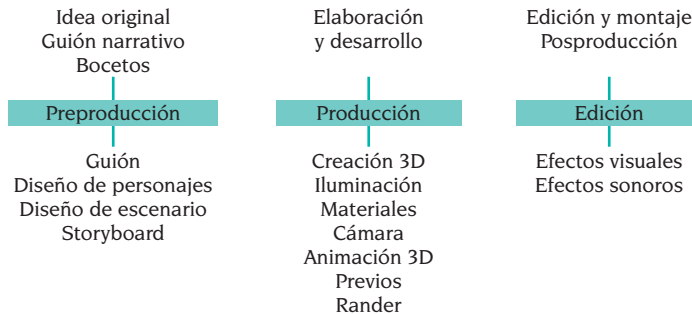 Idea original
Guión narrativo
Bocetos
Preproducción
Guión
Diseño de personajes
Diseño de escenario
Storyboard
Elaboración
y desarrollo
Producción
Creación 3D
Iluminación
Materiales
Cámara
Animación 3D
Previos
Rander
Edición y montaje
Posproducción
Edición
Efectos visuales
Efectos sonoros